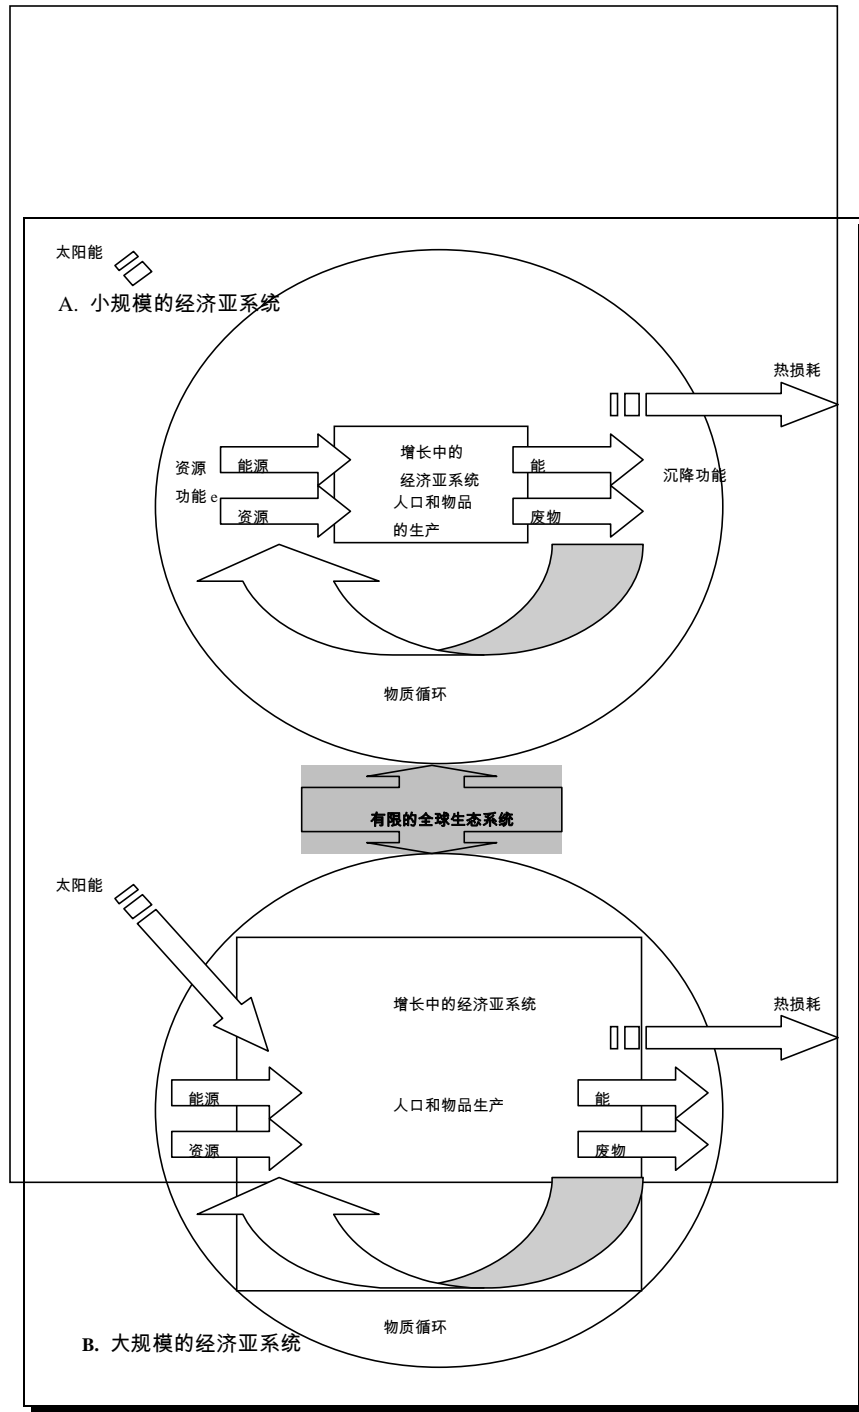 太阳能
A. 小规模的经济亚系统
热损耗
资源
功能 e
能源
资源
增长中的
经济亚系统
人口和物品
的生产
能
废物
沉降功能
物质循环
有限的全球生态系统
太阳能
增长中的经济亚系统
热损耗
能源
资源
人口和物品生产
能
废物
物质循环
B. 大规模的经济亚系统